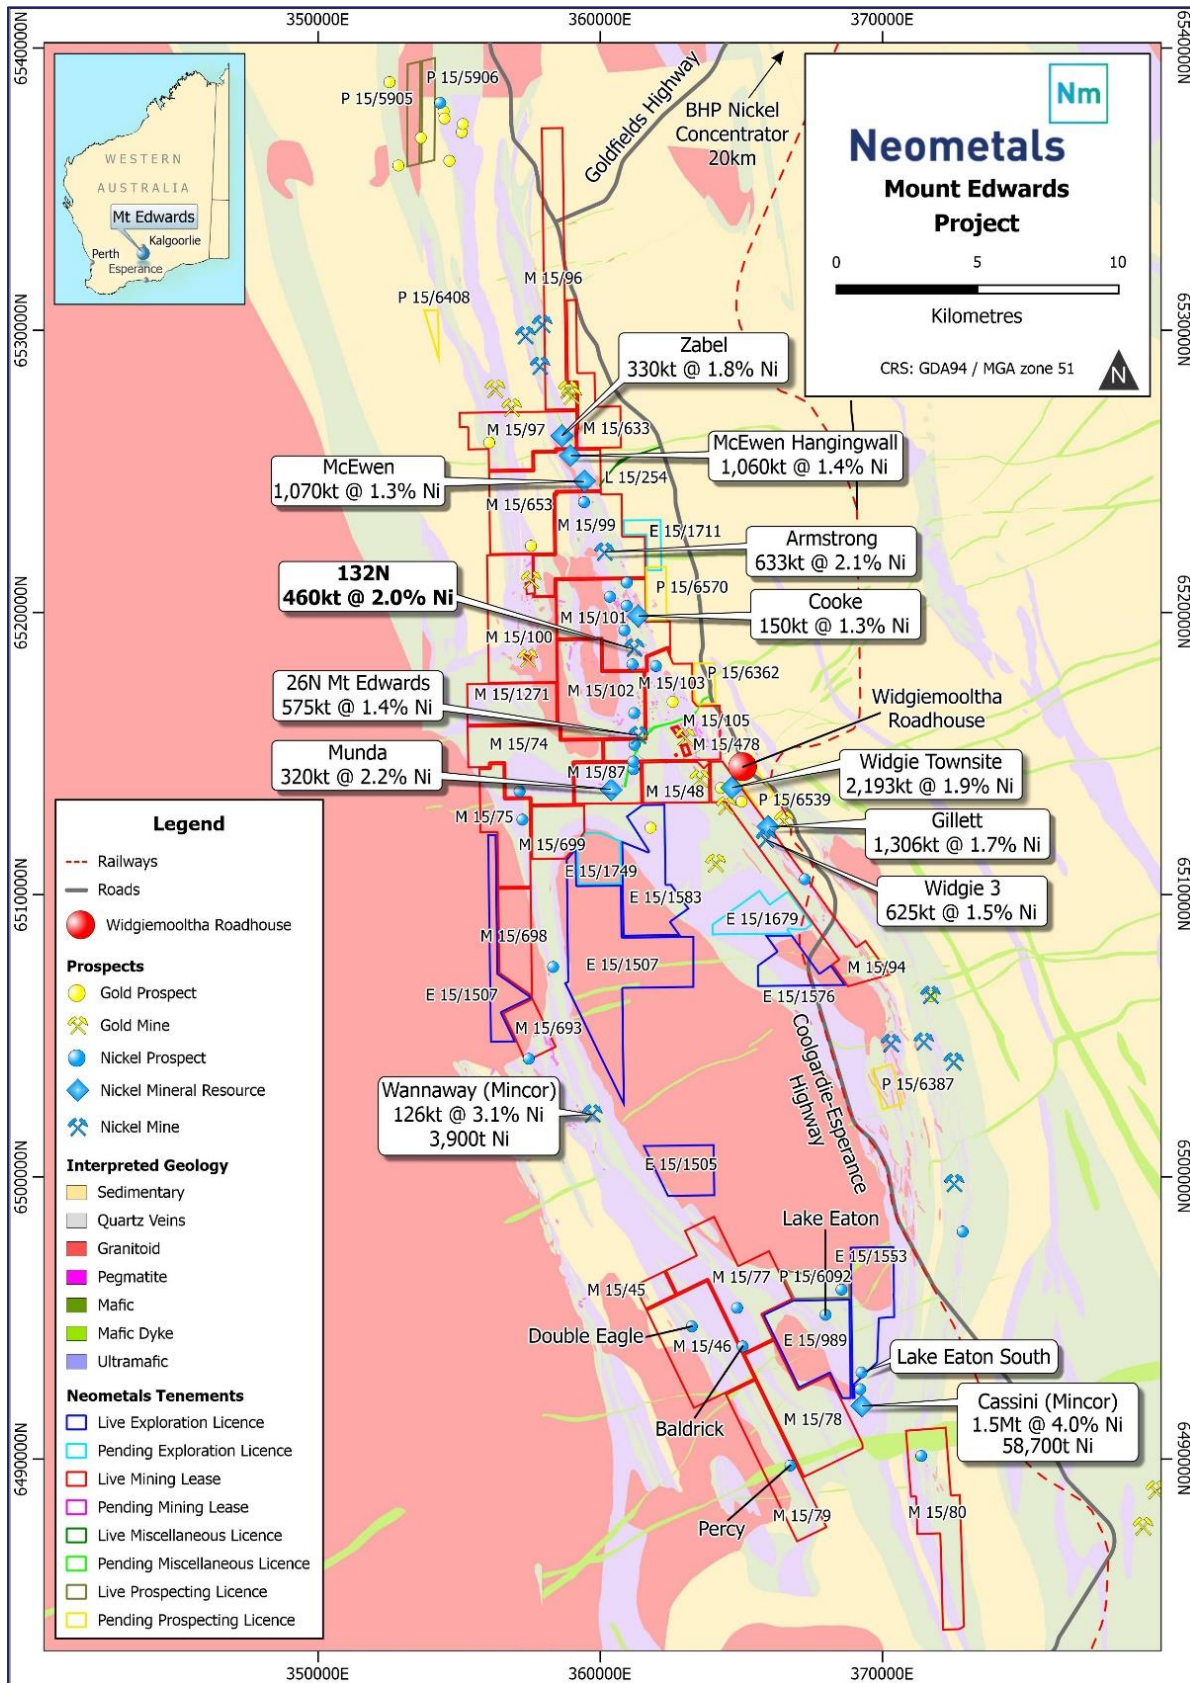 350000E
360000E
370000E
6540000N
6540000N
P 15/5906
P 15/5905
Goldfields Highway
BHP Nickel
Concentrator
20km
Nm
Neometals
Mount Edwards
Project
0
5
10
Kilometres
CRS: GDA94 / MGA zone 51
N
WESTERN
AUSTRALIA
Mt Edwards
Kalgoorlie
Perth
Esperance
M 15/96
P 15/6408
6530000N
6530000N
Zabel
330kt @ 1.8% Ni
M 15/97
M 15/633
McEwen Hangingwall
1,060kt @ 1.4% Ni
McEwen
1,070kt @ 1.3% Ni
L 15/254
M 15/653
M 15/99
E 15/1711
Armstrong
633kt @ 2.1% Ni
132N
460kt @ 2.0% Ni
P 15/6570
Cooke
150kt @ 1.3% Ni
6520000N
6520000N
M 15/101
M 15/100
26N Mt Edwards
575kt @ 1.4% Ni
M 15/1271
M 15/102
M 15/103
P 15/6362
Widgiemooltha
Roadhouse
M 15/105
M 15/74
M 15/478
Munda
320kt @ 2.2% Ni
M 15/87
M 15/48
Widgie Townsite
2,193kt @ 1.9% Ni
P 15/6539
Gillett
1,306kt @ 1.7% Ni
M 15/75
M 15/699
E 15/1749
E 15/1583
Widgie 3
625kt @ 1.5% Ni
6510000N
6510000N
E 15/1679
M 15/698
E 15/1507
M 15/94
E 15/1507
E 15/1576
M 15/693
Coolgardie-Esperance
Highway
P 15/6387
Wannaway (Mincor)
126kt @ 3.1% Ni
3,900t Ni
E 15/1505
6500000N
6500000N
Lake Eaton
E 15/1553
M 15/77
P 15/6092
M 15/45
Double Eagle
M 15/46
E 15/989
Lake Eaton South
Baldrick
M 15/78
Cassini (Mincor)
1.5Mt @ 4.0% Ni
58,700t Ni
6490000N
6490000N
Percy
M 15/79
M 15/80
Legend
Railways
Roads
Widgiemooltha Roadhouse
Prospects
Gold Prospect
Gold Mine
Nickel Prospect
Nickel Mineral Resource
Nickel Mine
Interpreted Geology
Sedimentary
Quartz Veins
Granitoid
Pegmatite
Mafic
Mafic Dyke
Ultramafic
Neometals Tenements
Live Exploration Licence
Pending Exploration Licence
Live Mining Lease
Pending Mining Lease
Live Miscellaneous Licence
Pending Miscellaneous Licence
Live Prospecting Licence
Pending Prospecting Licence
350000E
360000E
370000E